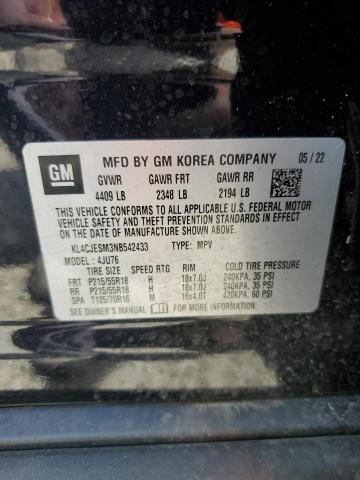 GM MFD BY GM KOREA COMPANY 05/22
GVWR GAWR FRT GAWR RR
4409 LB 2348 LB 2194 LB
THIS VEHICLE CONFORMS TO ALL APPLICABLE U.S. FEDERAL MOTOR
VEHICLE SAFETY AND THEFT PREVENTION STANDARDS IN EFFECT ON
THE DATE OF MANUFACTURE SHOWN ABOVE.
KL4CJESM3NB542433 TYPE: MPV
MODEL: 4JU76
TIRE SIZE SPEED RTG RIM COLD TIRE PRESSURE
FRT P215/55R18 H 18x7.0J 240KPA, 35 PSI
RR P215/55R18 H 18x7.0J 240KPA, 35 PSI
SPA T125/70R16 M 16x4.0T 420KPA, 60 PSI
SEE OWNER'S MANUAL FOR MORE INFORMATION.